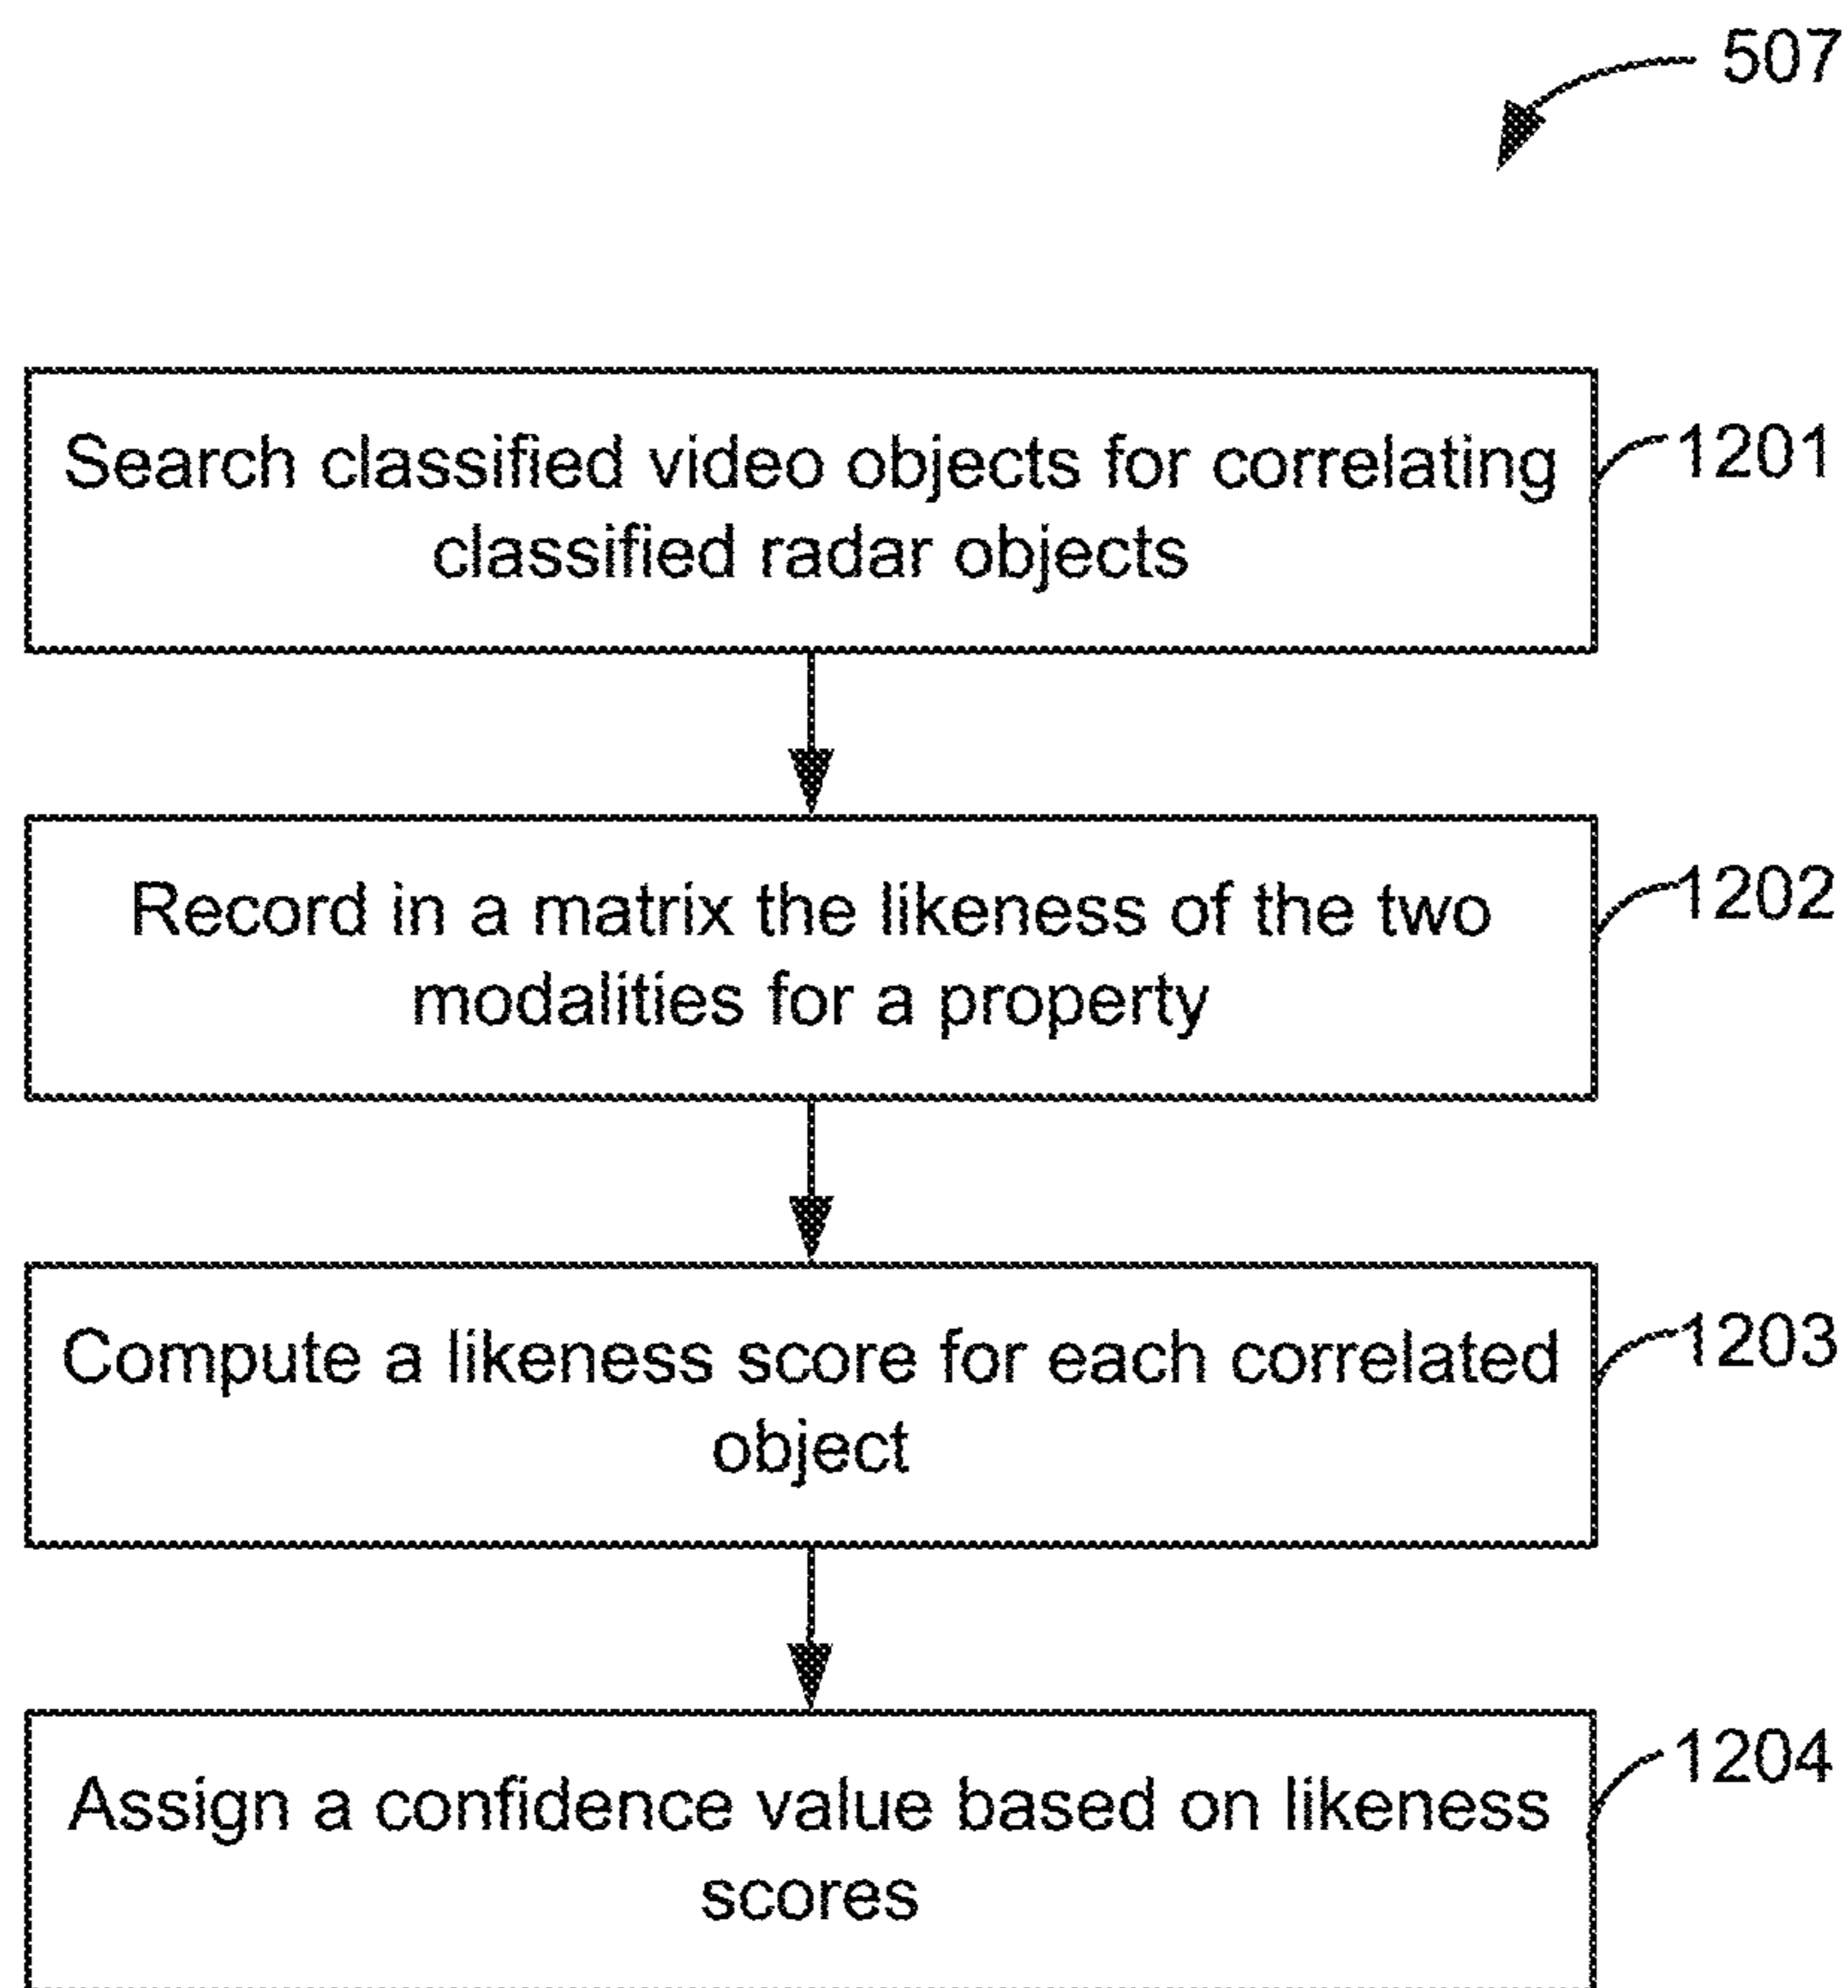 507
Search classified video objects for correlating
classified radar objects
1201
Record in a matrix the likeness of the two
modalities for a property
1202
Compute a likeness score for each correlated
object
1203
Assign a confidence value based on likeness
scores
1204